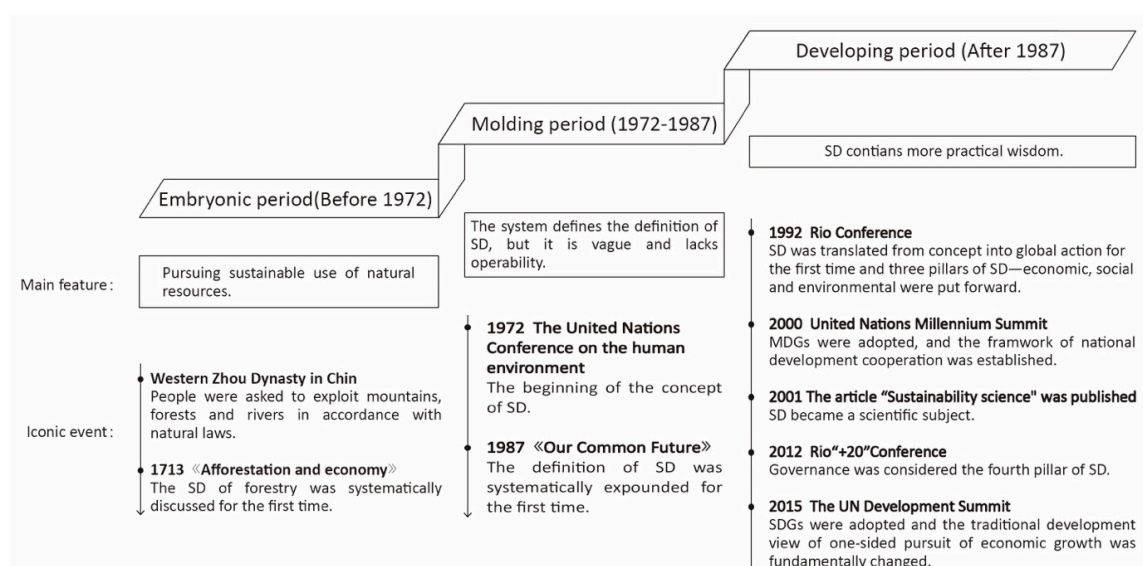 Developing period (After 1987)
Molding period (1972-1987)
Embryonic period(Before 1972)
Main feature:
Pursuing sustainable use of natural
resources.
The system defines the definition of
SD, but it is vague and lacks
operability.
SD contians more practical wisdom.
Iconic event:
Western Zhou Dynasty in Chin
People were asked to exploit mountains,
forests and rivers in accordance with
natural laws.
1713 《Afforestation and economy》
The SD of forestry was systematically
discussed for the first time.
1972 The United Nations
Conference on the human
environment
The beginning of the concept
of SD.
1987 《Our Common Future》
The definition of SD was
systematically expounded for
the first time.
1992 Rio Conference
SD was translated from concept into global action for
the first time and three pillars of SD—economic, social
and environmental were put forward.
2000 United Nations Millennium Summit
MDGs were adopted, and the framwork of national
development cooperation was established.
2001 The article “Sustainability science" was published
SD became a scientific subject.
2012 Rio“+20”Conference
Governance was considered the fourth pillar of SD.
2015 The UN Development Summit
SDGs were adopted and the traditional development
view of one-sided pursuit of economic growth was
fundamentally changed.